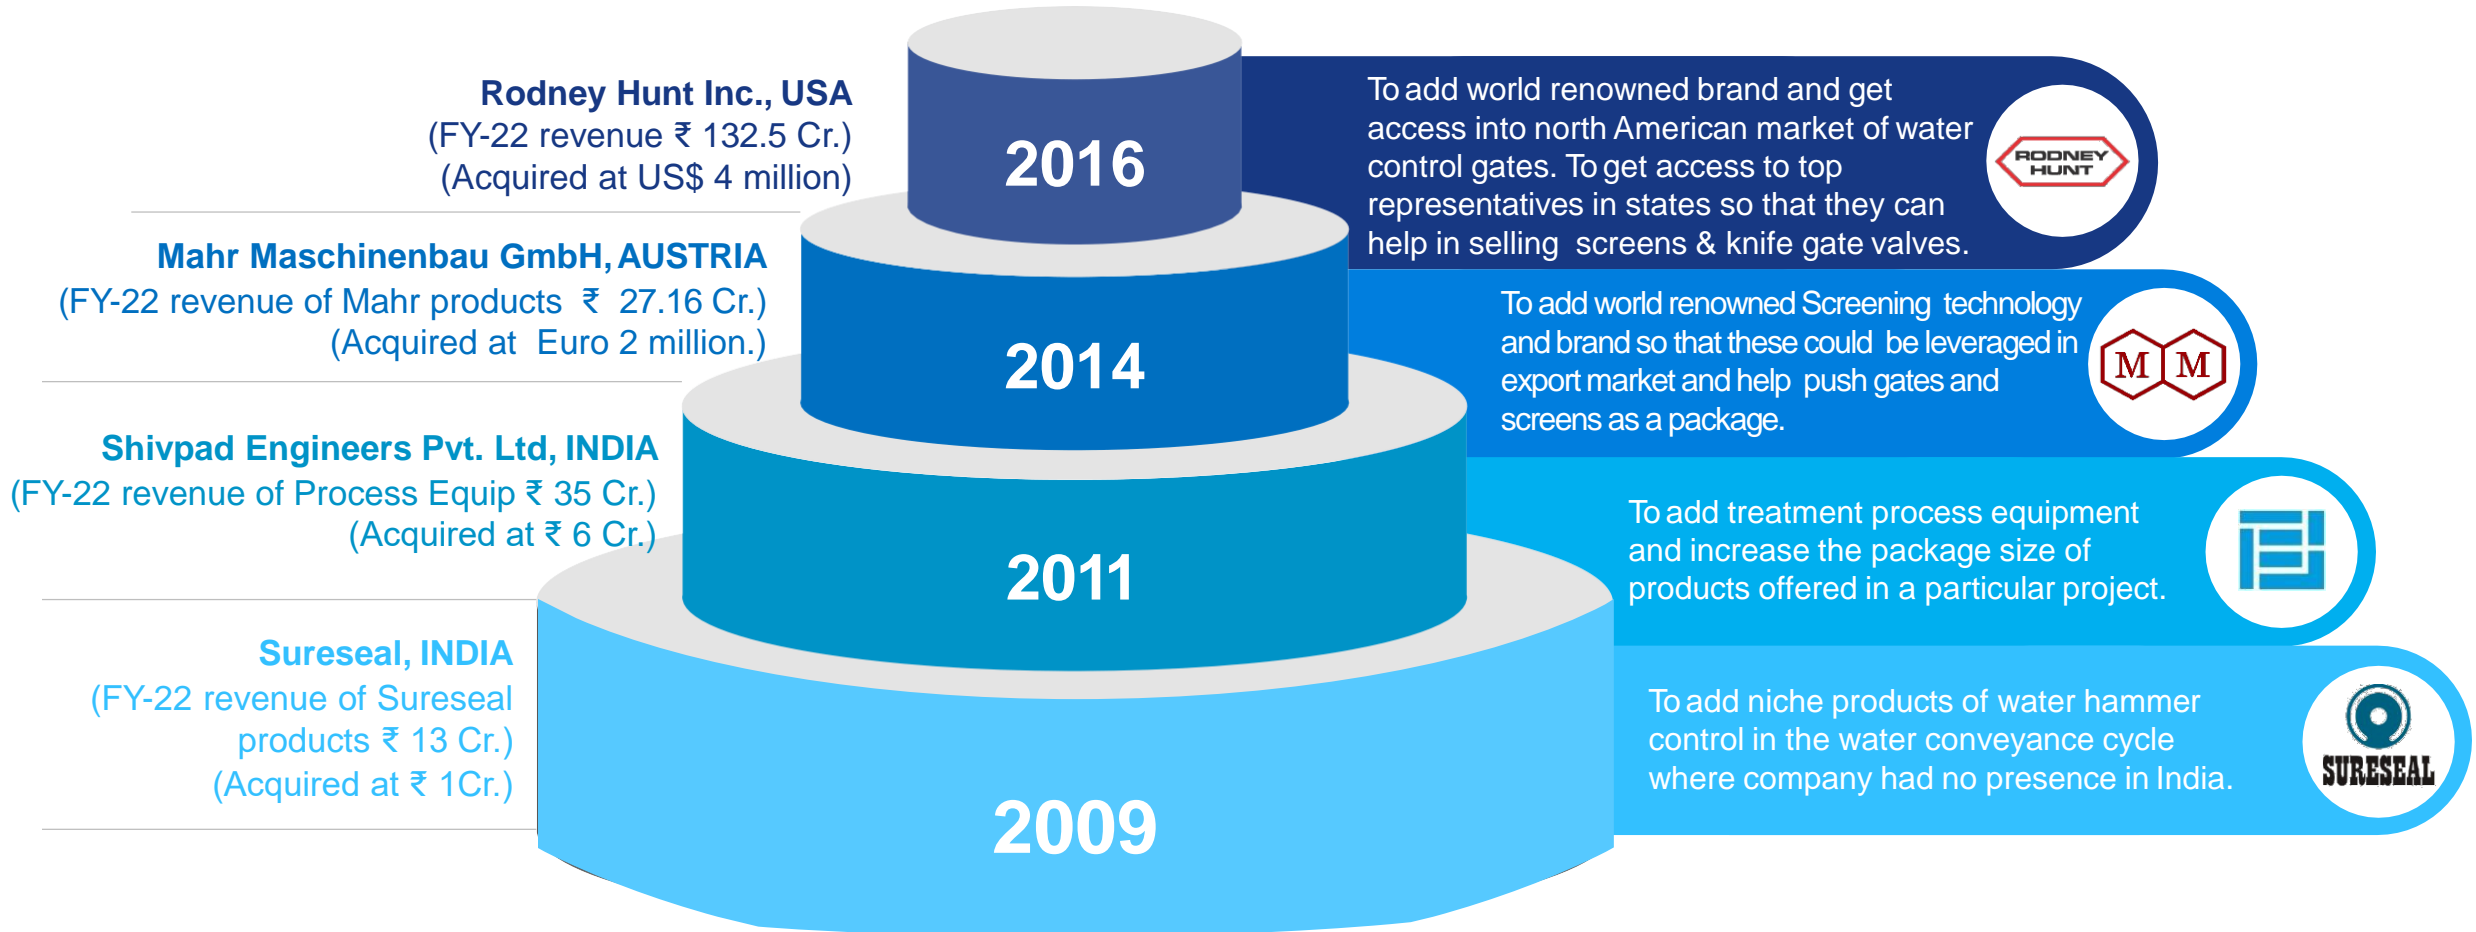 Rodney Hunt Inc., USA
(FY-22 revenue ₹ 132.5 Cr.)
(Acquired at US$ 4 million)
2016
To add world renowned brand and get
access into north American market of water
control gates. To get access to top
representatives in states so that they can
help in selling screens & knife gate valves.
RODNEY
HUNT
Mahr Maschinenbau GmbH, AUSTRIA
(FY-22 revenue of Mahr products ₹ 27.16 Cr.)
(Acquired at Euro 2 million.)
2014
To add world renowned Screening technology
and brand so that these could be leveraged in
export market and help push gates and
screens as a package.
M M
Shivpad Engineers Pvt. Ltd, INDIA
(FY-22 revenue of Process Equip ₹ 35 Cr.)
(Acquired at ₹ 6 Cr.)
2011
To add treatment process equipment
and increase the package size of
products offered in a particular project.
Sureseal, INDIA
(FY-22 revenue of Sureseal
products ₹ 13 Cr.)
(Acquired at ₹ 1Cr.)
2009
To add niche products of water hammer
control in the water conveyance cycle
where company had no presence in India.
SURESEAL